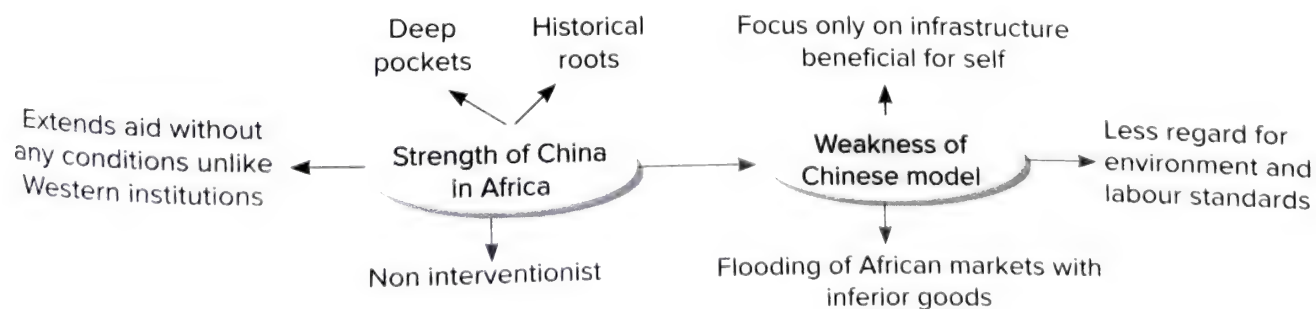 Deep
pockets
Historical
roots
Extends aid without
any conditions unlike
Western institutions
Strength of China
in Africa
Non interventionist
Focus only on infrastructure
beneficial for self
Weakness of
Chinese model
Less regard for
environment and
labour standards
Flooding of African markets with
inferior goods